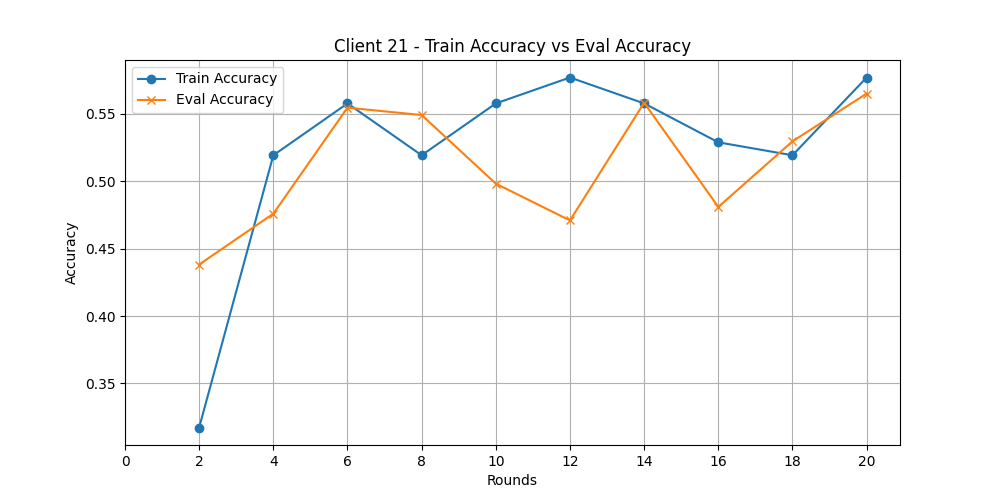 Client 21 - Train Accuracy vs Eval Accuracy
Train Accuracy
Eval Accuracy
Accuracy
0.55
0.50
0.45
0.40
0.35
0 2 4 6 8 10 12 14 16 18 20
Rounds